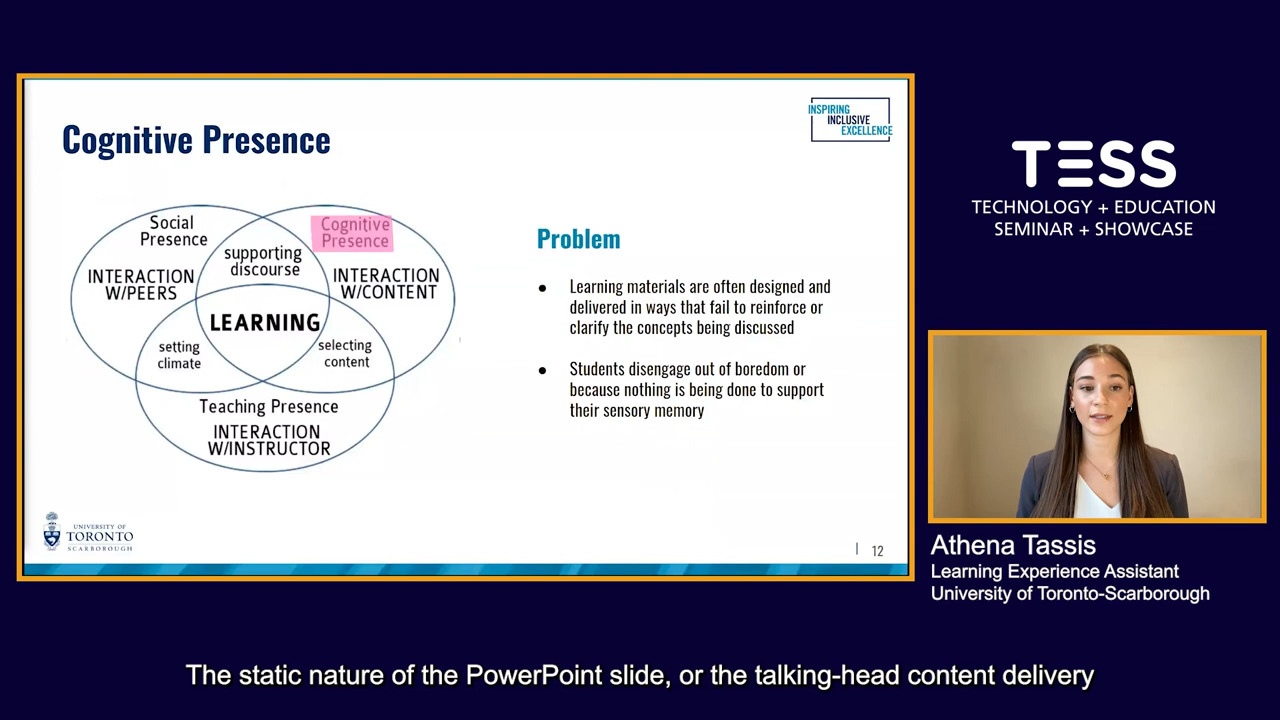 Cognitive Presence
INSPIRING
INCLUSIVE
EXCELLENCE
Social
Presence
INTERACTION
W/PEERS
supporting
discourse
Cognitive
Presence
INTERACTION
W/CONTENT
LEARNING
setting
climate
selecting
content
Teaching Presence
INTERACTION
W/INSTRUCTOR
Problem
● Learning materials are often designed and
delivered in ways that fail to reinforce or
clarify the concepts being discussed
● Students disengage out of boredom or
because nothing is being done to support
their sensory memory
UNIVERSITY OF
TORONTO
SCARBOROUGH
12
TESS
TECHNOLOGY + EDUCATION
SEMINAR + SHOWCASE
Athena Tassis
Learning Experience Assistant
University of Toronto-Scarborough
The static nature of the PowerPoint slide, or the talking-head content delivery